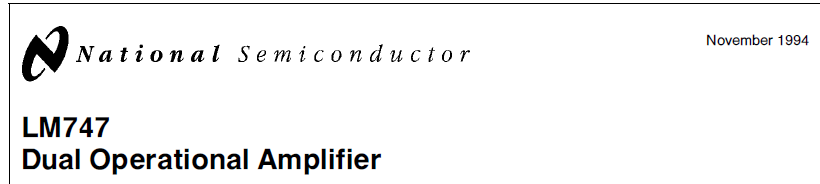 National Semiconductor
November 1994
LM747
Dual Operational Amplifier